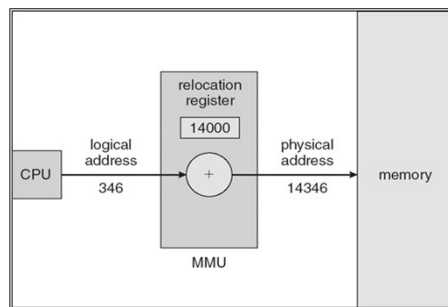 relocation
register
14000
logical
address
physical
address
CPU
+
memory
346
14346
MMU